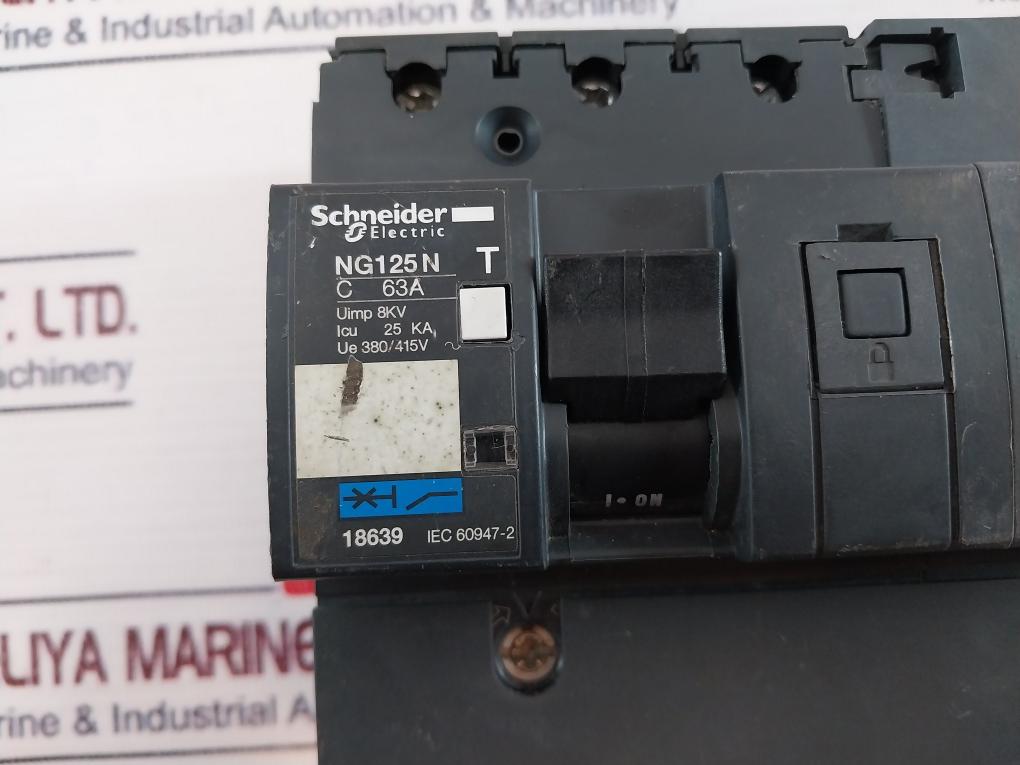 rine & Industrial Automation & Machinery
T. LTD.
achinery
Schneider
Electric
NG125N T
C 63A
Uimp 8KV
Icu 25 KA
Ue 380/415V
I • ON
18639 IEC 60947-2
LIYA MARINE
rine & Industrial A